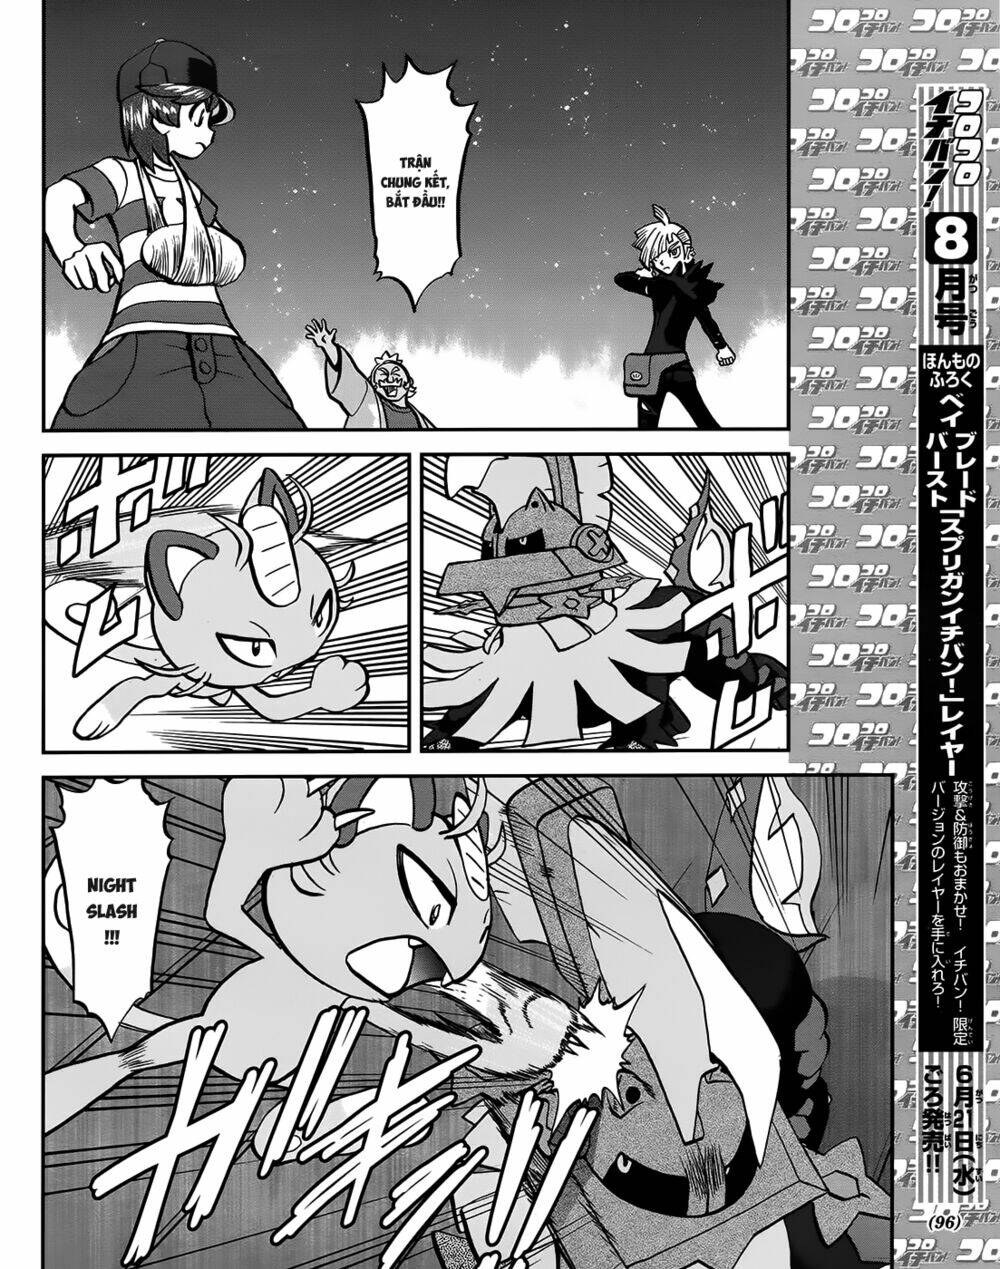 TRẬN
CHUNG KẾT,
BẮT ĐẦU!!
NIGHT
SLASH
!!!
コロコロ
イチバン!
8
月号
がつ ごう
ほんもの
ふろく
ベイブレード
バースト
「スプリガンイチバン!」レイヤー
攻撃&防御もおまかせ! イチバン!限定
バージョンのレイヤーを手に入れろ!
6月21日(水)
ごろ発売!!
(96)